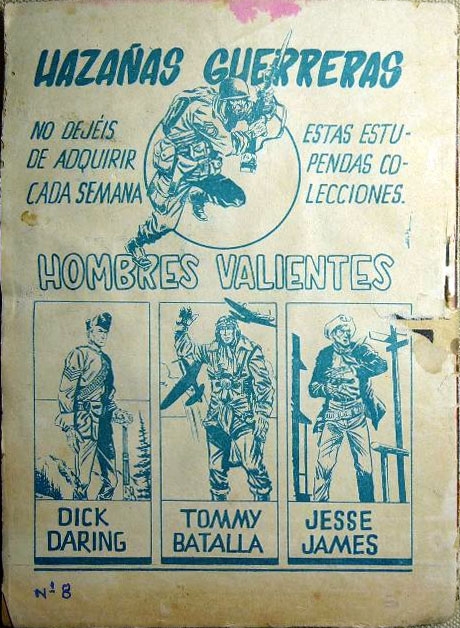 HAZAÑAS GUERRERAS
NO DEJÉIS
DE ADQUIRIR
CADA SEMANA
ESTAS ESTU-
PENDAS CO-
LECCIONES.
HOMBRES VALIENTES
DICK
DARING
TOMMY
BATALLA
JESSE
JAMES
Nº 8